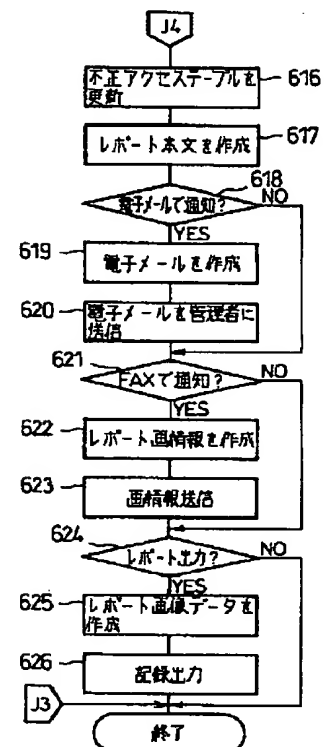 J4
不正アクセステーブルを
更新
616
レポート本文を作成
617
618
電子メールで通知?
NO
YES
619
電子メールを作成
620
電子メールを管理者に
送信
621
FAXで通知?
NO
YES
622
レポート画情報を作成
623
画情報送信
624
レポート出力?
NO
YES
625
レポート画像データを
作成
626
記録出力
J3
終了